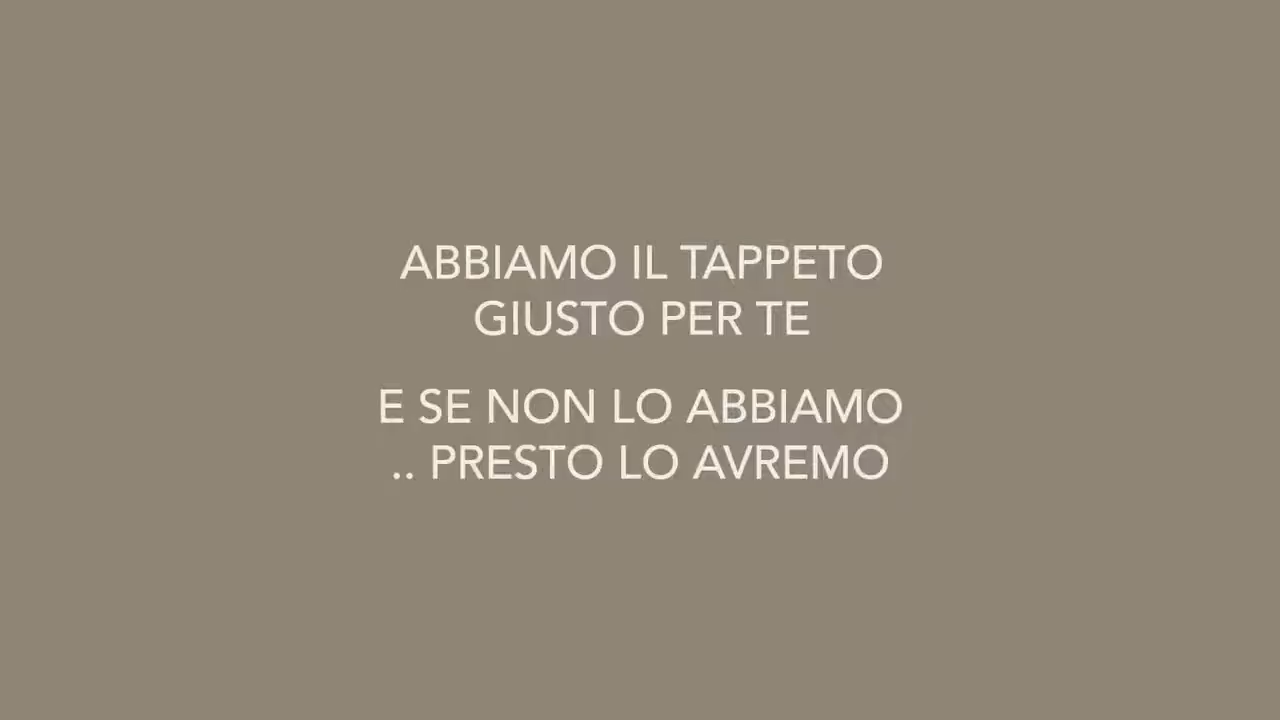 ABBIAMO IL TAPPETO
GIUSTO PER TE
E SE NON LO ABBIAMO
.. PRESTO LO AVREMO